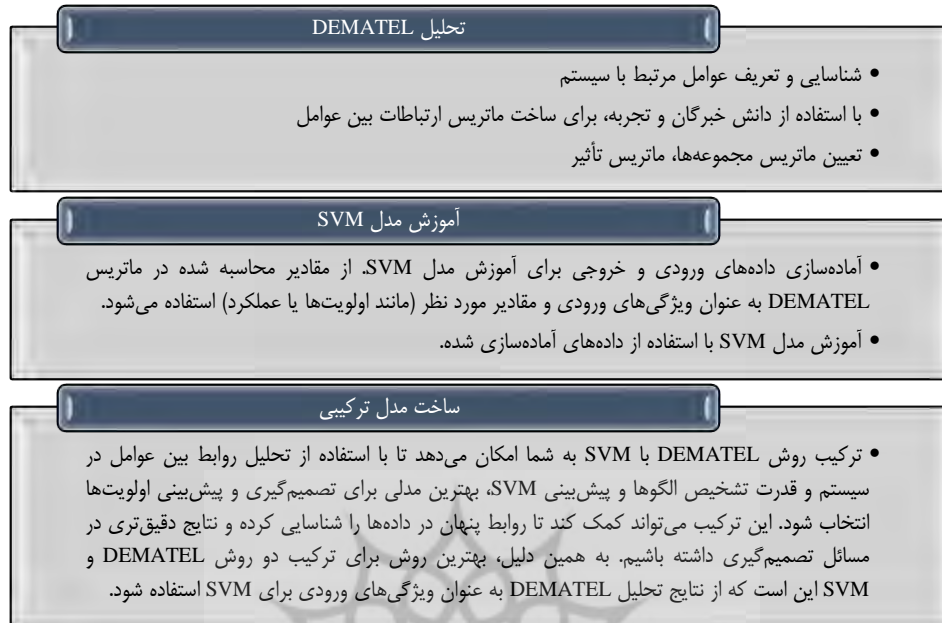 تحلیل DEMATEL
• شناسایی و تعریف عوامل مرتبط با سیستم
• با استفاده از دانش خبرگان و تجربه، برای ساخت ماتریس ارتباطات بین عوامل
• تعیین ماتریس مجموعه‌ها، ماتریس تأثیر
آموزش مدل SVM
• آماده‌سازی داده‌های ورودی و خروجی برای آموزش مدل SVM. از مقادیر محاسبه شده در ماتریس
DEMATEL به عنوان ویژگی‌های ورودی و مقادیر مورد نظر (مانند اولویت‌ها یا عملکرد) استفاده می‌شود.
• آموزش مدل SVM با استفاده از داده‌های آماده‌سازی شده.
ساخت مدل ترکیبی
• ترکیب روش DEMATEL با SVM به شما امکان می‌دهد تا با استفاده از تحلیل روابط بین عوامل در
سیستم و قدرت تشخیص الگوها و پیش‌بینی SVM، بهترین مدلی برای تصمیم‌گیری و پیش‌بینی اولویت‌ها
انتخاب شود. این ترکیب می‌تواند کمک کند تا روابط پنهان در داده‌ها را شناسایی کرده و نتایج دقیق‌تری در
مسائل تصمیم‌گیری داشته باشیم. به همین دلیل، بهترین روش برای ترکیب دو روش DEMATEL و
SVM این است که از نتایج تحلیل DEMATEL به عنوان ویژگی‌های ورودی برای SVM استفاده شود.